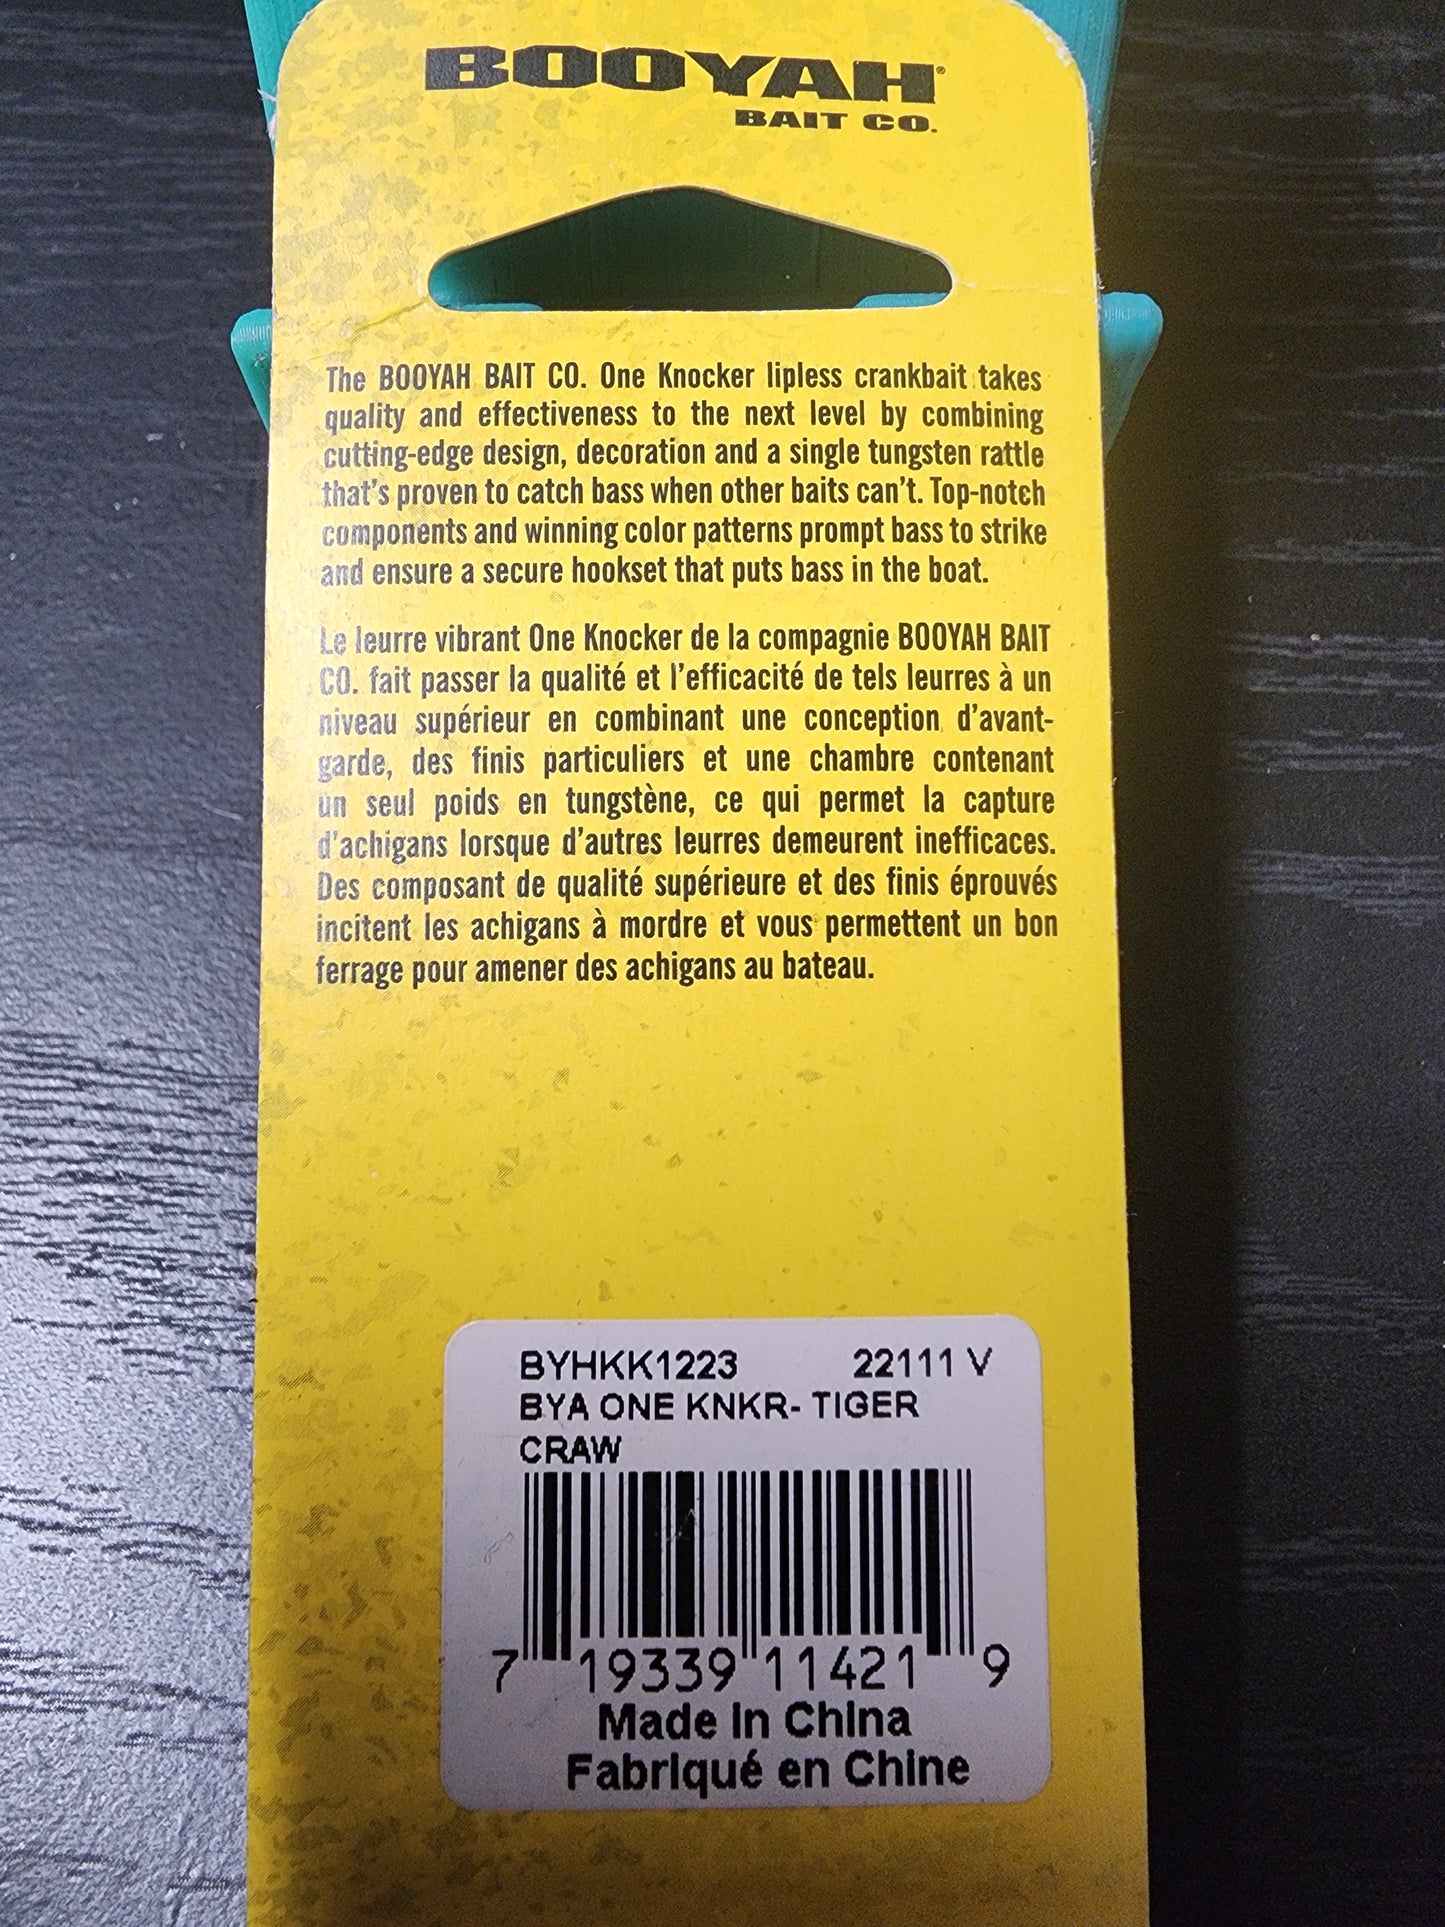 BOOYAH®
BAIT CO.
The BOOYAH BAIT CO. One Knocker lipless crankbait takes
quality and effectiveness to the next level by combining
cutting-edge design, decoration and a single tungsten rattle
that's proven to catch bass when other baits can't. Top-notch
components and winning color patterns prompt bass to strike
and ensure a secure hookset that puts bass in the boat.
Le leurre vibrant One Knocker de la compagnie BOOYAH BAIT
CO. fait passer la qualité et l'efficacité de tels leurres à un
niveau supérieur en combinant une conception d'avant-
garde, des finis particuliers et une chambre contenant
un seul poids en tungstène, ce qui permet la capture
d'achigans lorsque d'autres leurres demeurent inefficaces.
Des composant de qualité supérieure et des finis éprouvés
incitent les achigans à mordre et vous permettent un bon
ferrage pour amener des achigans au bateau.
BYHKK1223 22111 V
BYA ONE KNKR- TIGER
CRAW
7 19339 11421 9
Made in China
Fabriqué en Chine